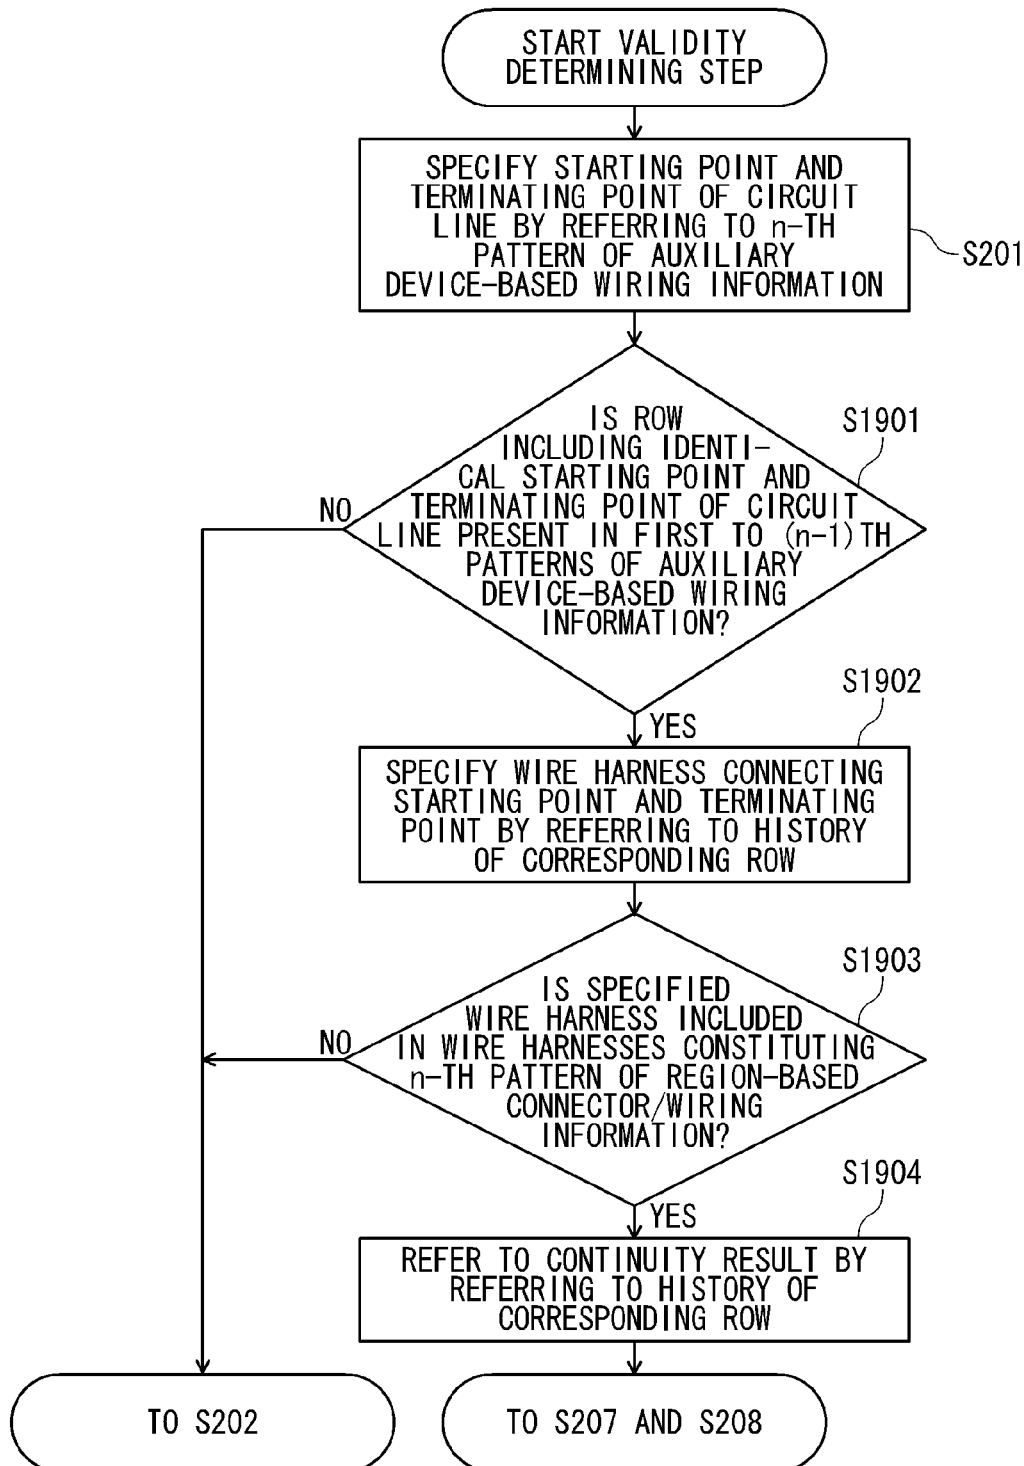 START VALIDITY
DETERMINING STEP
SPECIFY STARTING POINT AND
TERMINATING POINT OF CIRCUIT
LINE BY REFERRING TO n-TH
PATTERN OF AUXILIARY
DEVICE-BASED WIRING INFORMATION
S201
IS ROW
INCLUDING IDENTI-
CAL STARTING POINT AND
TERMINATING POINT OF CIRCUIT
LINE PRESENT IN FIRST TO (n-1)TH
PATTERNS OF AUXILIARY
DEVICE-BASED WIRING
INFORMATION?
S1901
NO
YES
S1902
SPECIFY WIRE HARNESS CONNECTING
STARTING POINT AND TERMINATING
POINT BY REFERRING TO HISTORY
OF CORRESPONDING ROW
S1903
IS SPECIFIED
WIRE HARNESS INCLUDED
IN WIRE HARNESSES CONSTITUTING
n-TH PATTERN OF REGION-BASED
CONNECTOR/WIRING
INFORMATION?
NO
YES
S1904
REFER TO CONTINUITY RESULT BY
REFERRING TO HISTORY OF
CORRESPONDING ROW
TO S202
TO S207 AND S208